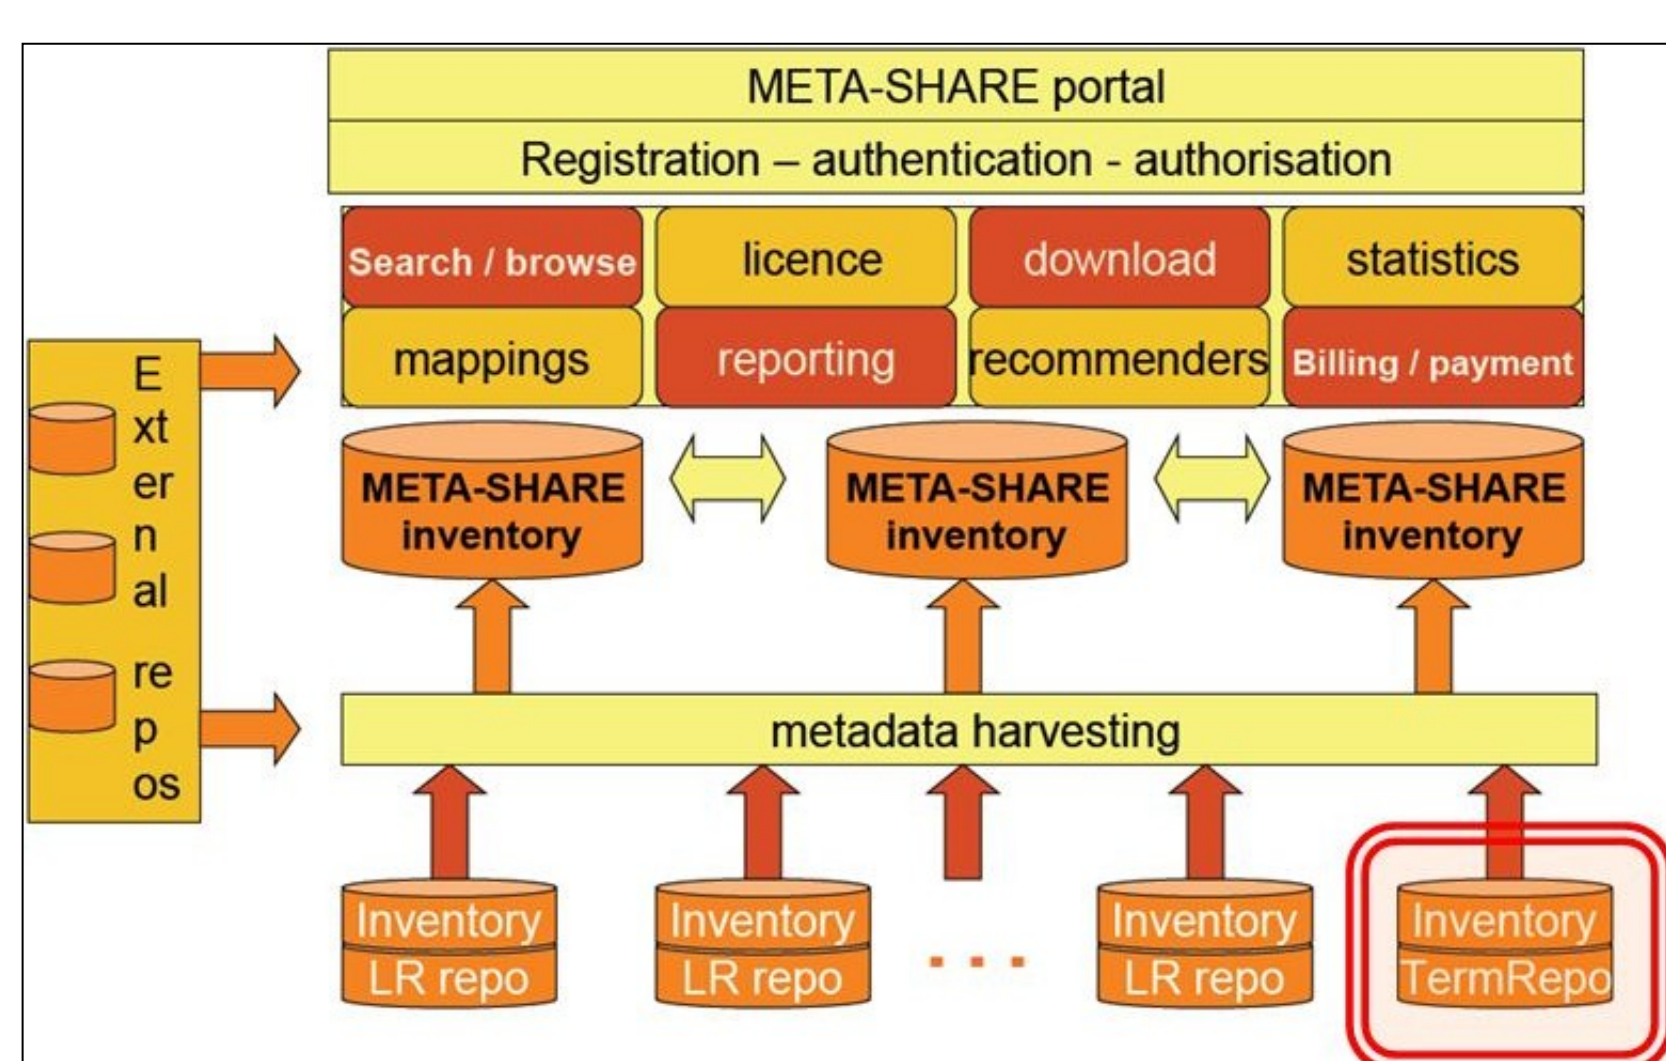 META-SHARE portal
Registration – authentication - authorisation
Search / browse
licence
download
statistics
mappings
reporting
recommenders
Billing / payment
E
xt
er
n
al
re
p
os
META-SHARE
inventory
META-SHARE
inventory
META-SHARE
inventory
metadata harvesting
Inventory
LR repo
Inventory
LR repo
. . .
Inventory
LR repo
Inventory
TermRepo